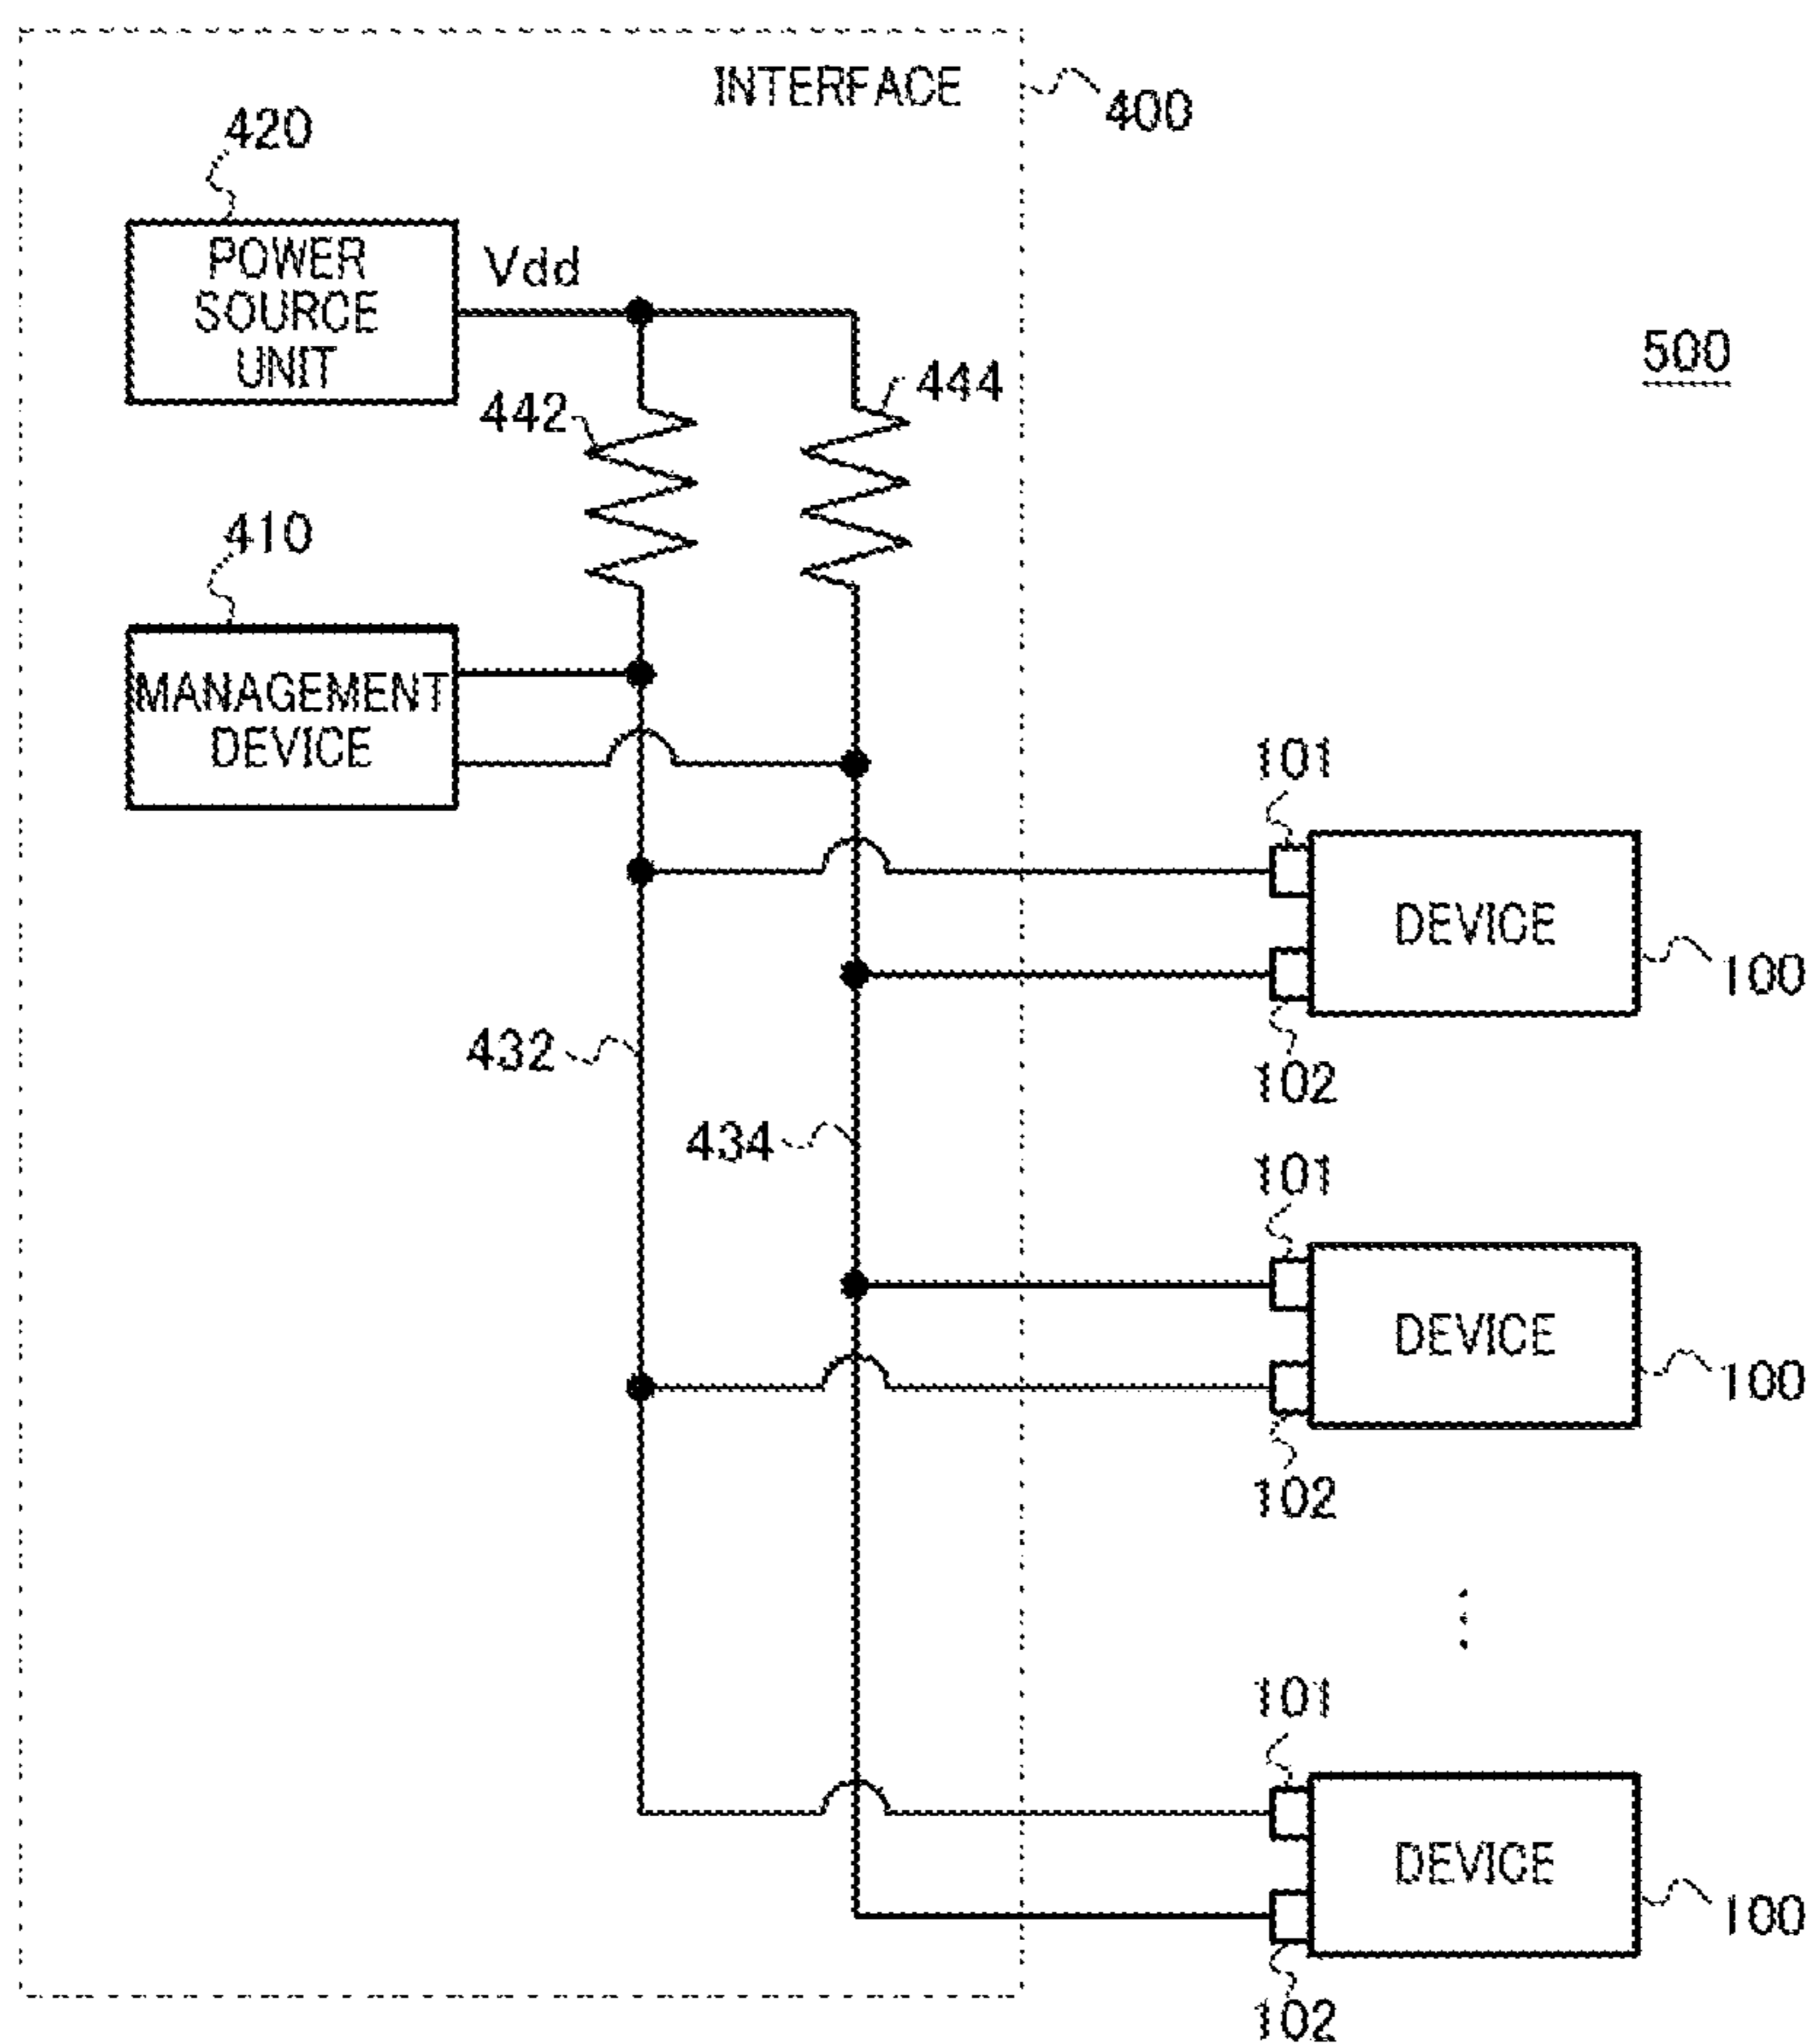 INTERFACE
400
420
POWER
SOURCE
UNIT
Vdd
500
442
444
410
MANAGEMENT
DEVICE
101
DEVICE
100
102
432
434
101
DEVICE
100
102
101
DEVICE
100
102